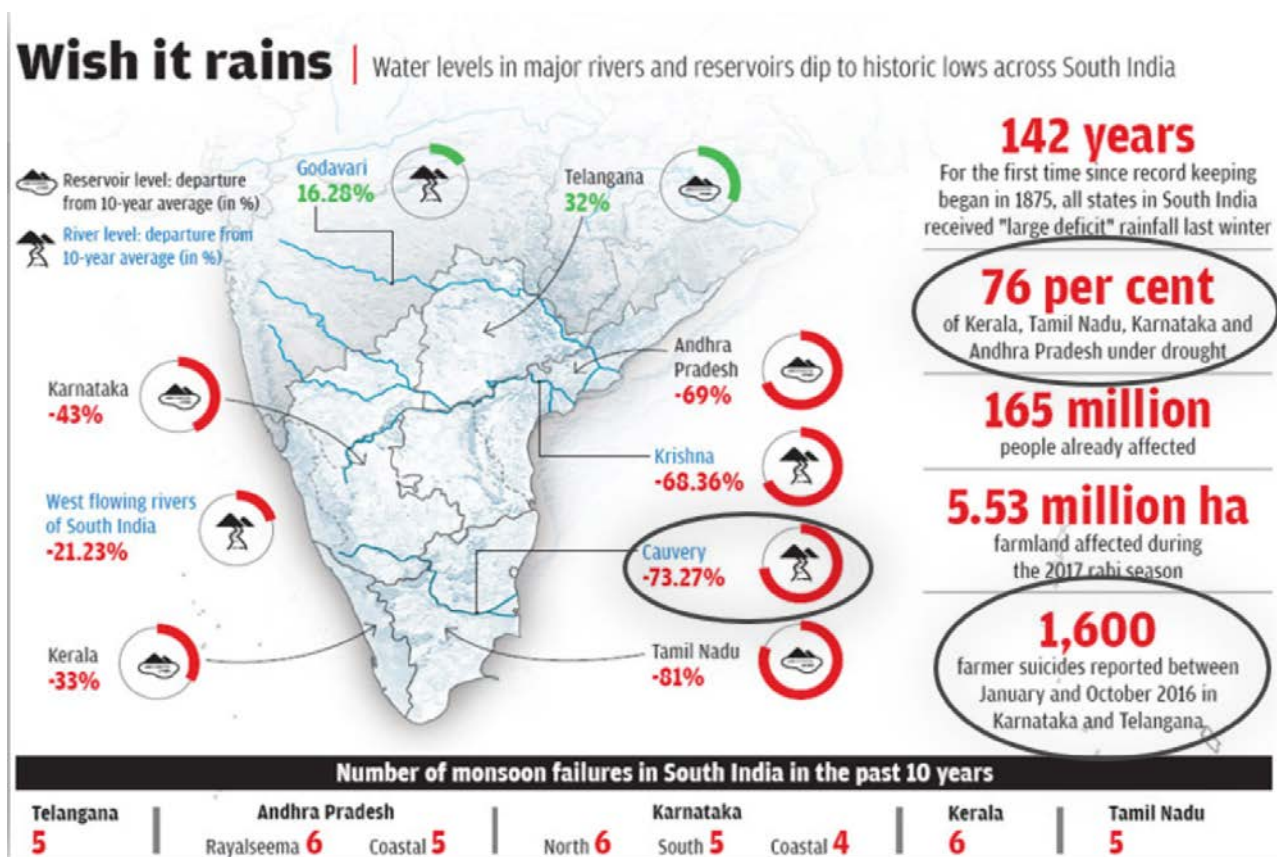 Wish it rains | Water levels in major rivers and reservoirs dip to historic lows across South India
Reservoir level: departure
from 10-year average (in %)
River level: departure from
10-year average (in %)
Godavari
16.28%
Telangana
32%
Karnataka
-43%
Andhra
Pradesh
-69%
Krishna
-68.36%
West flowing rivers
of South India
-21.23%
Cauvery
-73.27%
Kerala
-33%
Tamil Nadu
-81%
142 years
For the first time since record keeping
began in 1875, all states in South India
received "large deficit" rainfall last winter
76 per cent
of Kerala, Tamil Nadu, Karnataka and
Andhra Pradesh under drought
165 million
people already affected
5.53 million ha
farmland affected during
the 2017 rabi season
1,600
farmer suicides reported between
January and October 2016 in
Karnataka and Telangana
Number of monsoon failures in South India in the past 10 years
Telangana
5
Andhra Pradesh
Rayalseema 6 Coastal 5
Karnataka
North 6 South 5 Coastal 4
Kerala
6
Tamil Nadu
5